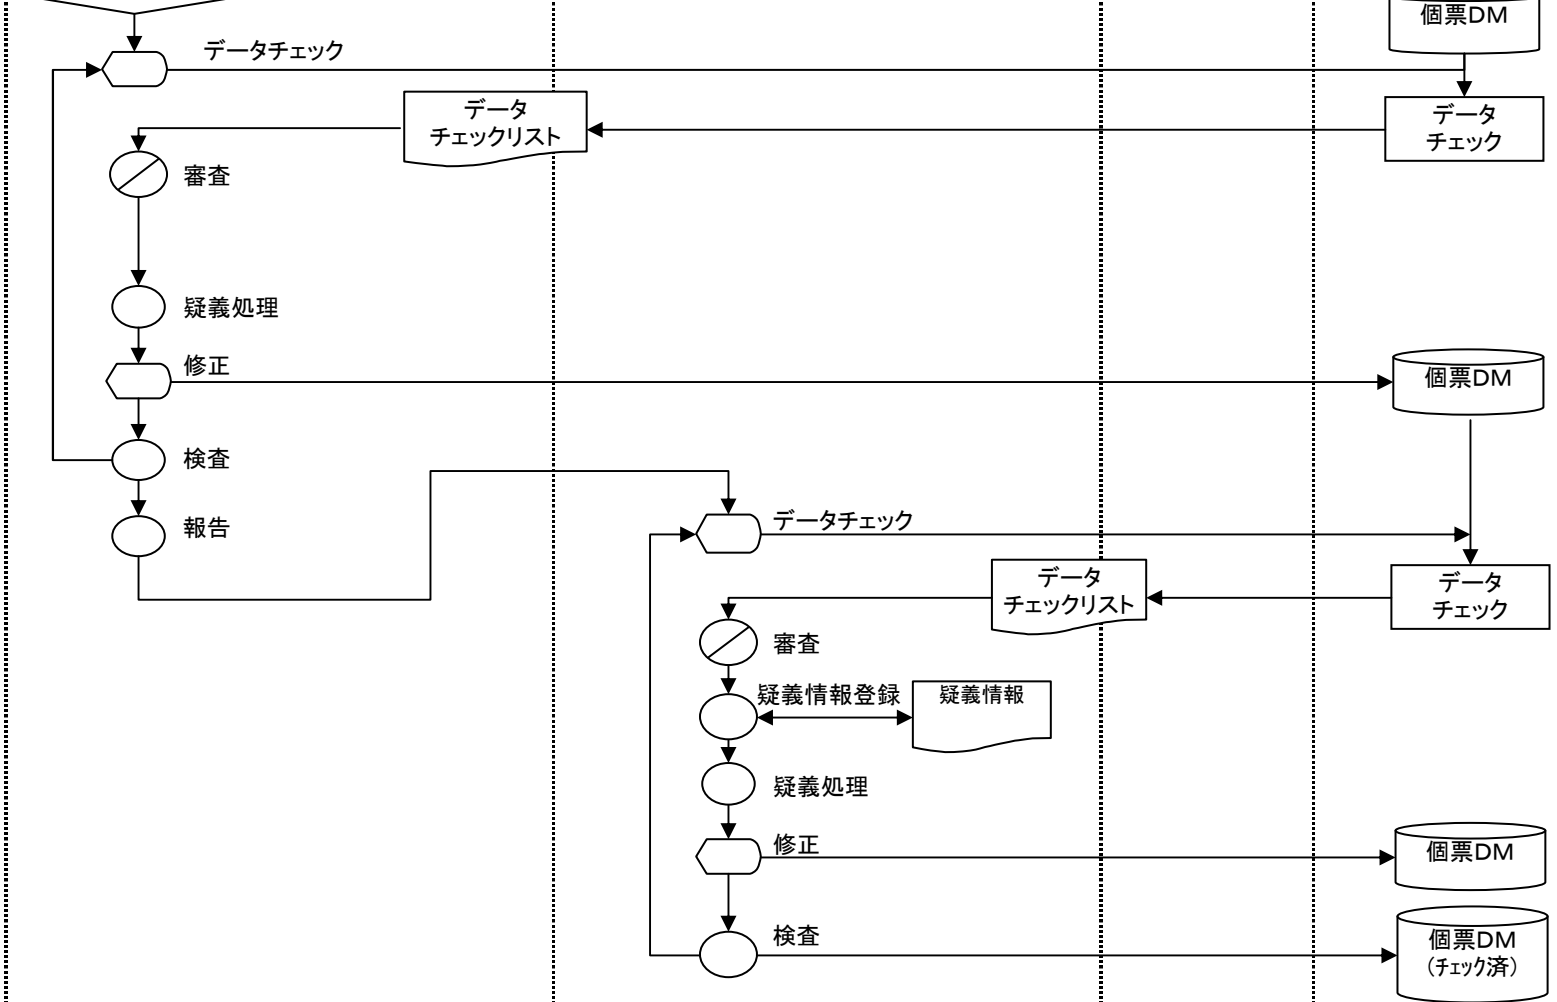 個票DM
データチェック
データ
チェックリスト
データ
チェック
審査
疑義処理
修正
個票DM
検査
報告
データチェック
データ
チェックリスト
データ
チェック
審査
疑義情報登録
疑義情報
疑義処理
修正
個票DM
検査
個票DM
（ﾁｪｯｸ済）